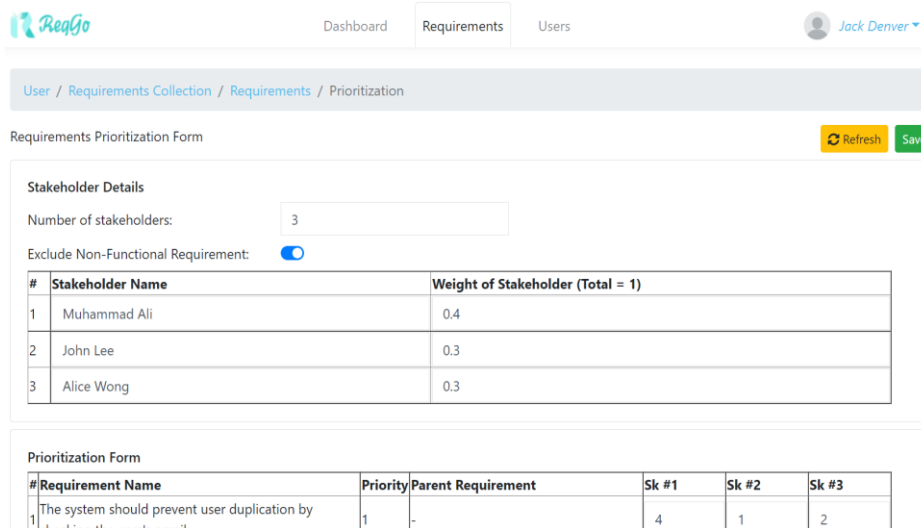 ReqGo Dashboard Requirements Users Jack Denver
User / Requirements Collection / Requirements / Prioritization
Requirements Prioritization Form Refresh Sav
Stakeholder Details
Number of stakeholders: 3
Exclude Non-Functional Requirement:
# Stakeholder Name Weight of Stakeholder (Total = 1)
1 Muhammad Ali 0.4
2 John Lee 0.3
3 Alice Wong 0.3
Prioritization Form
# Requirement Name Priority Parent Requirement Sk #1 Sk #2 Sk #3
The system should prevent user duplication by
1 1 - 4 1 2